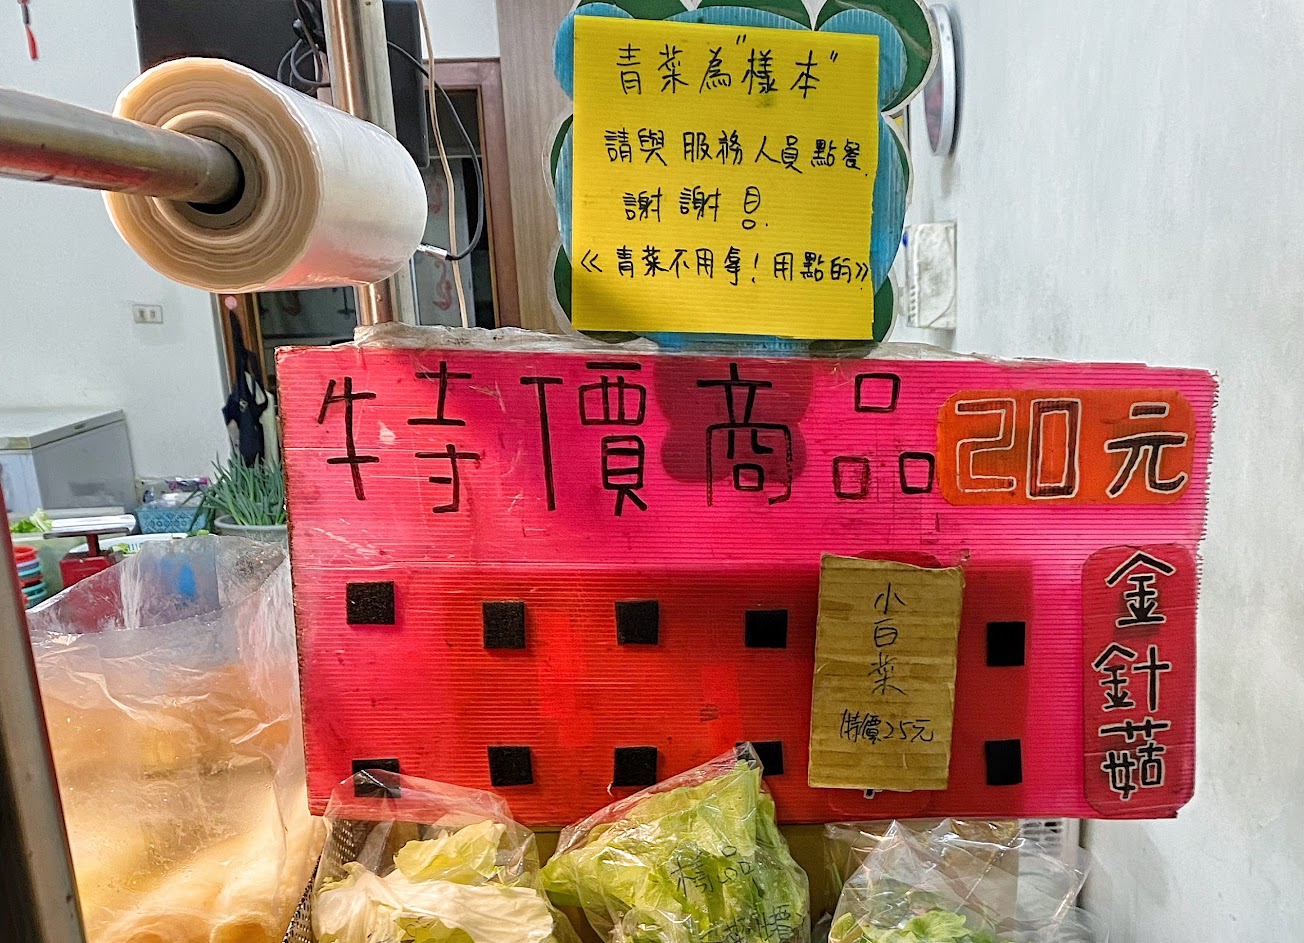 青菜為"樣本"
請與服務人員點餐.
謝謝!
《青菜不用拿!用點的》
特價商品 20元
小白菜
特價25元
金針菇
樣品